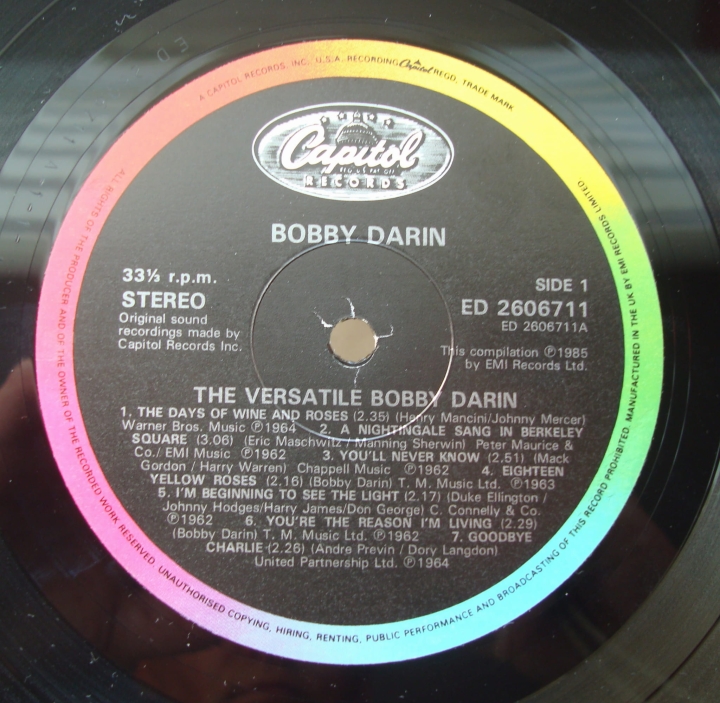 A CAPITOL RECORDS, INC., U.S.A. RECORDING Capitol REGD. TRADE MARK
Capitol
RECORDS
BOBBY DARIN
33⅓ r.p.m.
STEREO
Original sound
recordings made by
Capitol Records Inc.
SIDE 1
ED 2606711
ED 2606711A
This compilation ℗1985
by EMI Records Ltd.
THE VERSATILE BOBBY DARIN
1. THE DAYS OF WINE AND ROSES (2.35) (Henry Mancini/Johnny Mercer)
Warner Bros. Music ℗1964 2. A NIGHTINGALE SANG IN BERKELEY
SQUARE (3.06) (Eric Maschwitz / Manning Sherwin) Peter Maurice &
Co./ EMI Music ℗1962 3. YOU'LL NEVER KNOW (2.51) (Mack
Gordon / Harry Warren) Chappell Music ℗1962 4. EIGHTEEN
YELLOW ROSES (2.16) (Bobby Darin) T. M. Music Ltd. ℗1963
5. I'M BEGINNING TO SEE THE LIGHT (2.17) (Duke Ellington /
Johnny Hodges/Harry James/Don George) C. Connelly & Co.
℗1962 6. YOU'RE THE REASON I'M LIVING (2.29)
(Bobby Darin) T. M. Music Ltd. ℗1962 7. GOODBYE
CHARLIE (2.26) (Andre Previn / Dory Langdon)
United Partnership Ltd. ℗1964
ALL RIGHTS OF THE PRODUCER AND OF THE OWNER OF THE RECORDED WORK RESERVED. UNAUTHORISED COPYING, HIRING, RENTING, PUBLIC PERFORMANCE AND BROADCASTING OF THIS RECORD PROHIBITED. MANUFACTURED IN THE UK BY EMI RECORDS LIMITED